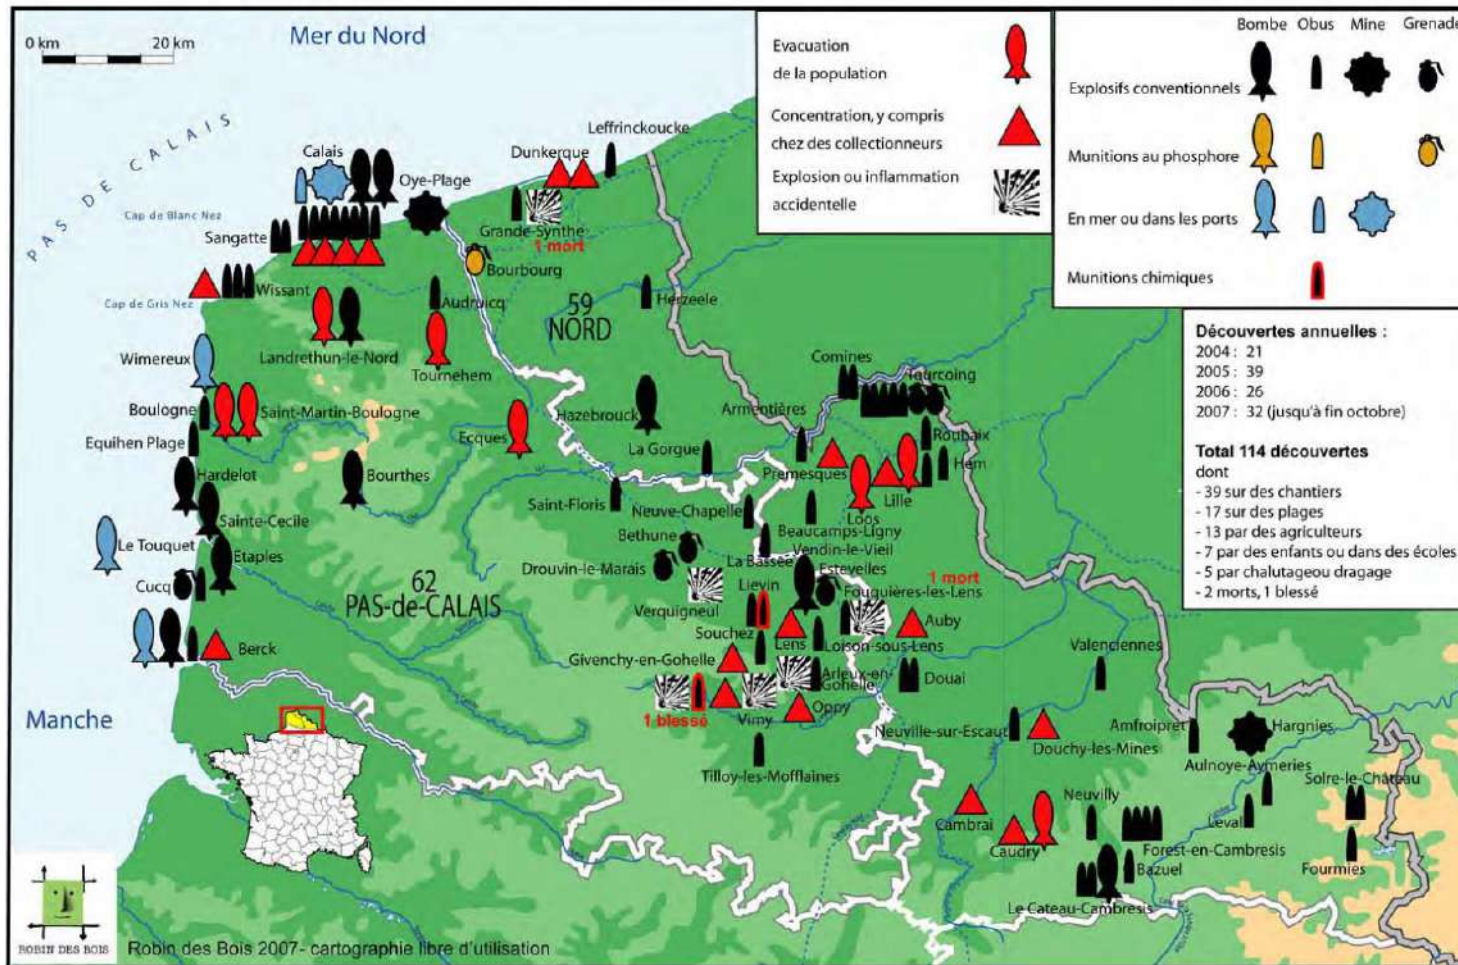 0 km 20 km
Mer du Nord
PAS DE CALAIS
Manche
Evacuation
de la population
Concentration, y compris
chez des collectionneurs
Explosion ou inflammation
accidentelle
Bombe Obus Mine Grenade
Explosifs conventionnels
Munitions au phosphore
En mer ou dans les ports
Munitions chimiques
Découvertes annuelles :
2004 : 21
2005 : 39
2006 : 26
2007 : 32 (jusqu'à fin octobre)
Total 114 découvertes
dont
- 39 sur des chantiers
- 17 sur des plages
- 13 par des agriculteurs
- 7 par des enfants ou dans des écoles
- 5 par chalutageou dragage
- 2 morts, 1 blessé
Leffrinckoucke
Calais
Dunkerque
Oye-Plage
Cap de Blanc Nez
Sangatte
Grande-Synthe
1 mort
Bourbourg
Cap de Gris Nez
Wissant
Audruicq
Herzeele
59
NORD
Landrethun-le-Nord
Tournehem
Wimereux
Comines
Tourcoing
Boulogne
Saint-Martin-Boulogne
Hazebrouck
Armentières
Equihen Plage
Ecques
La Gorgue
Roubaix
Premesques
Hem
Hardelot
Bourthes
Lille
Saint-Floris
Neuve-Chapelle
Loos
Sainte-Cecile
Beaucamps-Ligny
Bethune
Le Touquet
Etaples
Vendin-le-Vieil
La Bassée
Drouvin-le-Marais
Estevelles
Cucq
62
PAS-de-CALAIS
Lievin
1 mort
Fouquières-les-Lens
Verquigneul
Auby
Souchez
Lens
Loison-sous-Lens
Berck
Givenchy-en-Gohelle
Valenciennes
Arleux-en-
Gohelle
Douai
1 blessé
Vimy
Oppy
Neuville-sur-Escaut
Douchy-les-Mines
Amfroipret
Hargnies
Aulnoye-Aymeries
Tilloy-les-Mofflaines
Solre-le-Château
Neuvilly
Cambrai
Leval
Caudry
Forest-en-Cambresis
Bazuel
Fourmies
Le Cateau-Cambresis
ROBIN DES BOIS
Robin des Bois 2007- cartographie libre d'utilisation